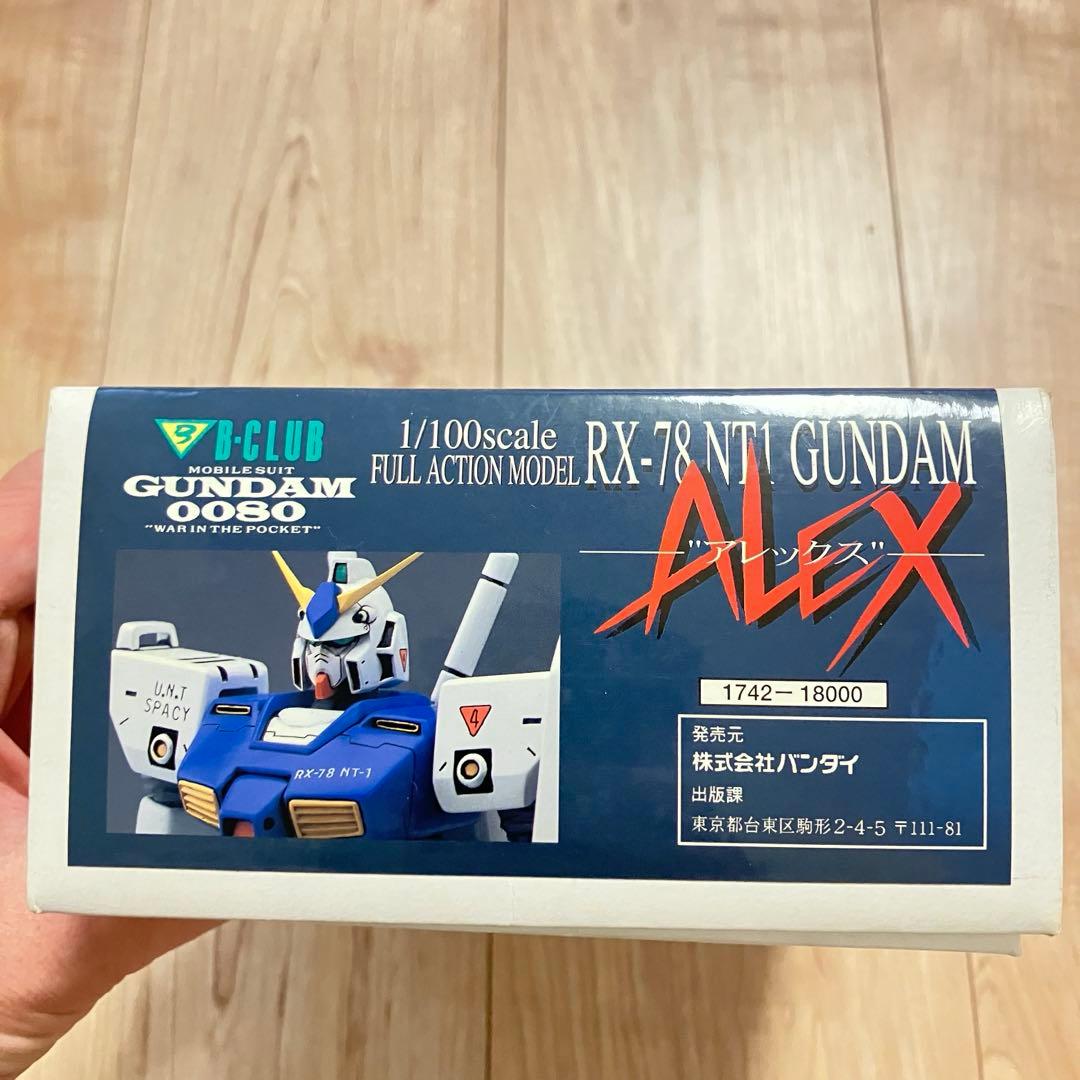 B-CLUB
MOBILE SUIT
GUNDAM
0080
"WAR IN THE POCKET"
1/100scale
FULL ACTION MODEL
RX-78 NT1 GUNDAM
ALEX
"アレックス"
1742-18000
発売元
株式会社バンダイ
出版課
東京都台東区駒形2-4-5 〒111-81
U.N.T
SPACY
RX-78 NT-1
4